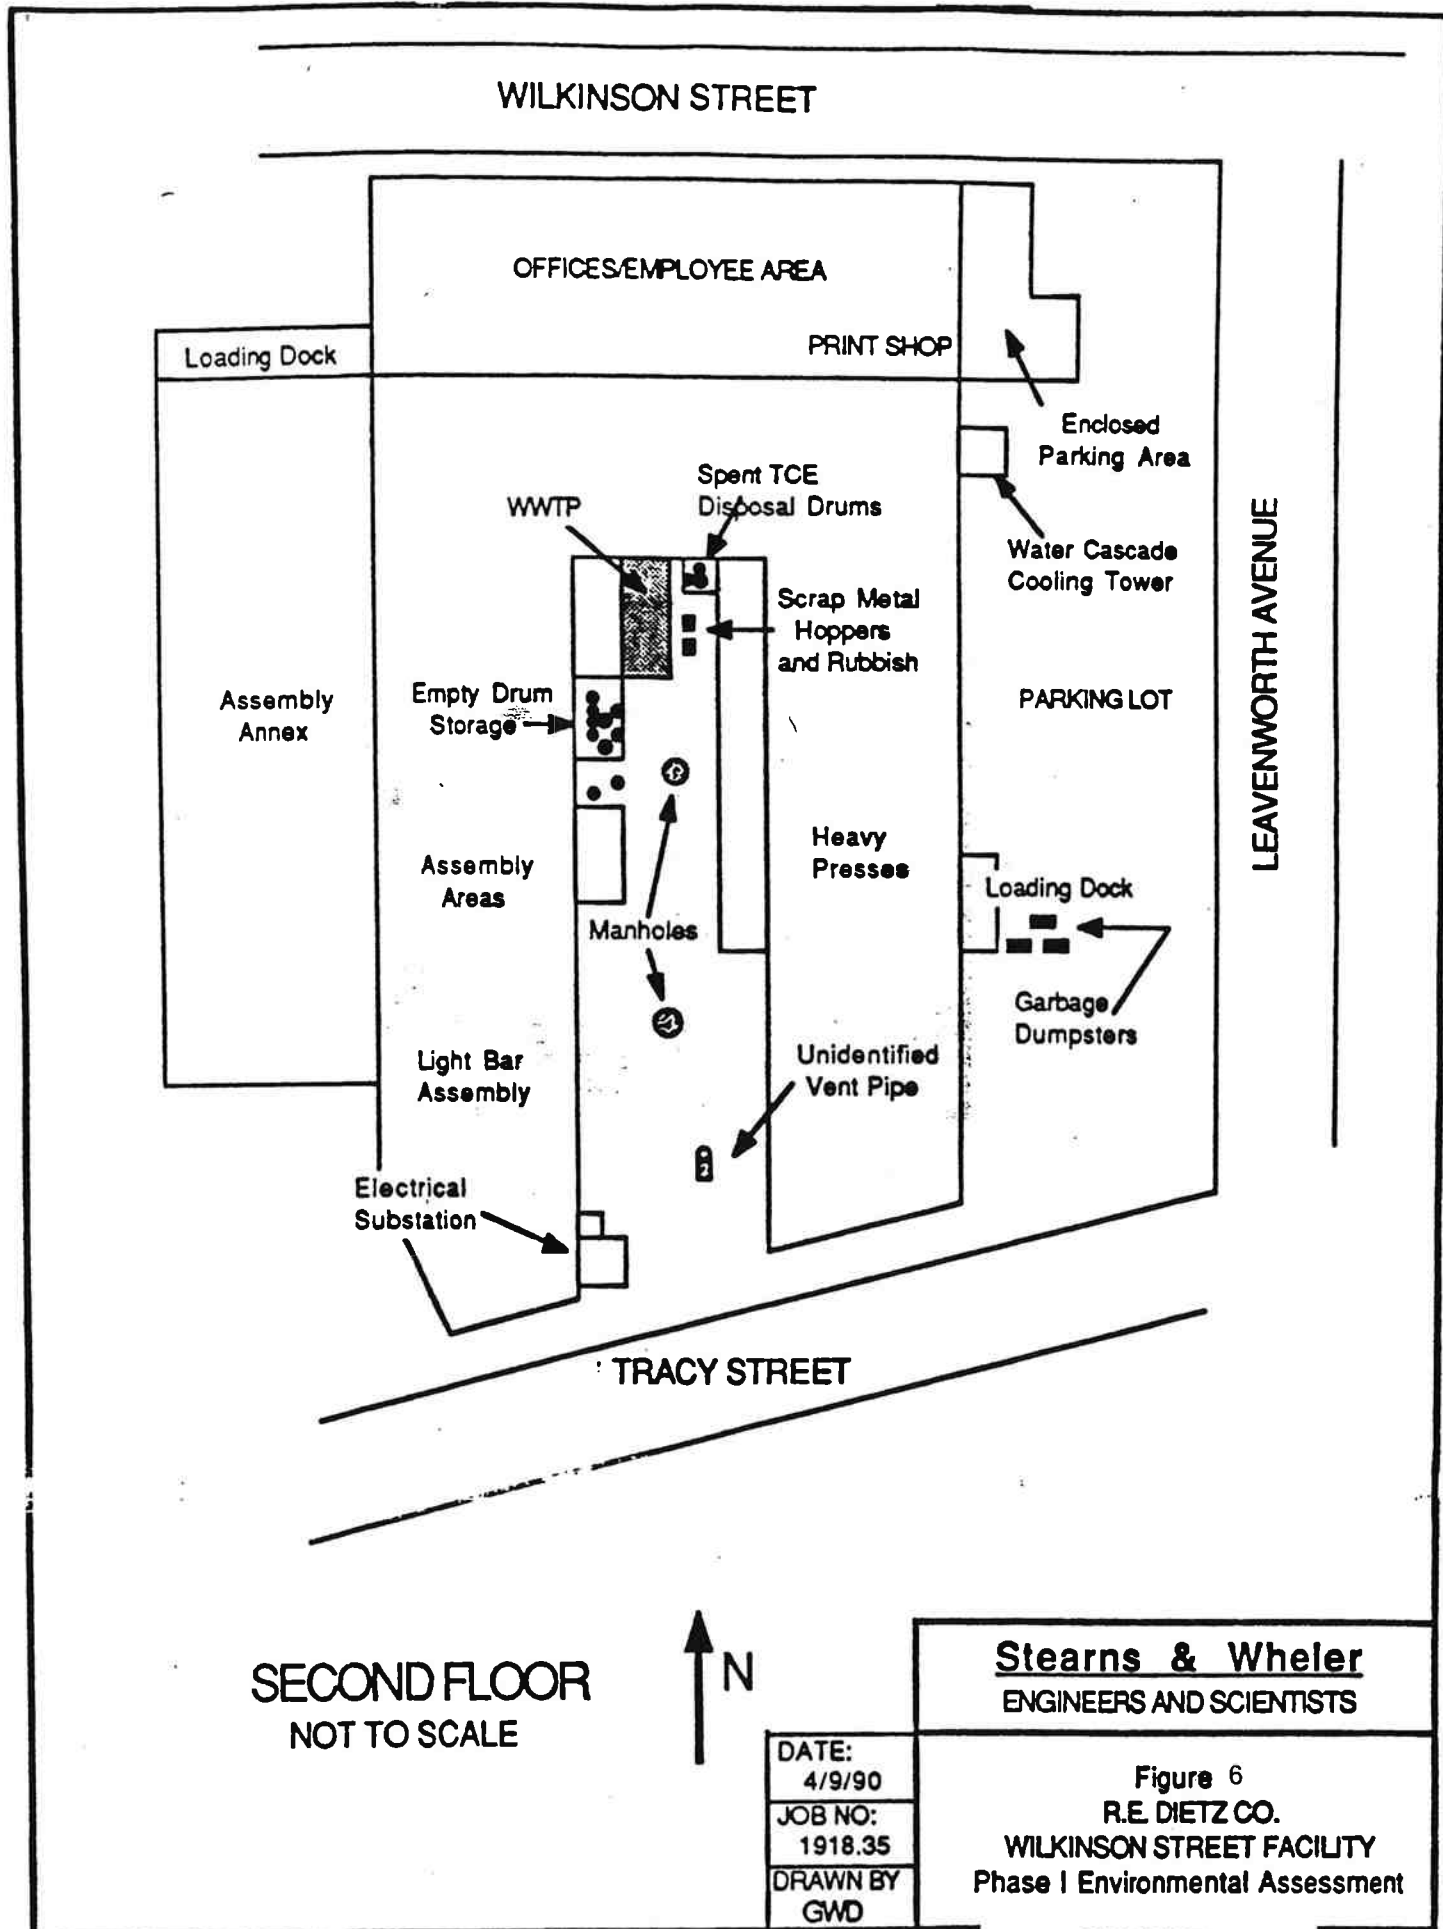 WILKINSON STREET
OFFICES/EMPLOYEE AREA
PRINT SHOP
Loading Dock
Enclosed
Parking Area
Spent TCE
Disposal Drums
WWTP
Water Cascade
Cooling Tower
Scrap Metal
Hoppers
and Rubbish
LEAVENWORTH AVENUE
Assembly
Annex
Empty Drum
Storage
PARKING LOT
Assembly
Areas
Heavy
Presses
Loading Dock
Manholes
Garbage
Dumpsters
Light Bar
Assembly
Unidentified
Vent Pipe
Electrical
Substation
TRACY STREET
SECOND FLOOR
NOT TO SCALE
N
Stearns & Wheler
ENGINEERS AND SCIENTISTS
DATE:
4/9/90
JOB NO:
1918.35
DRAWN BY
GWD
Figure 6
R.E. DIETZ CO.
WILKINSON STREET FACILITY
Phase I Environmental Assessment